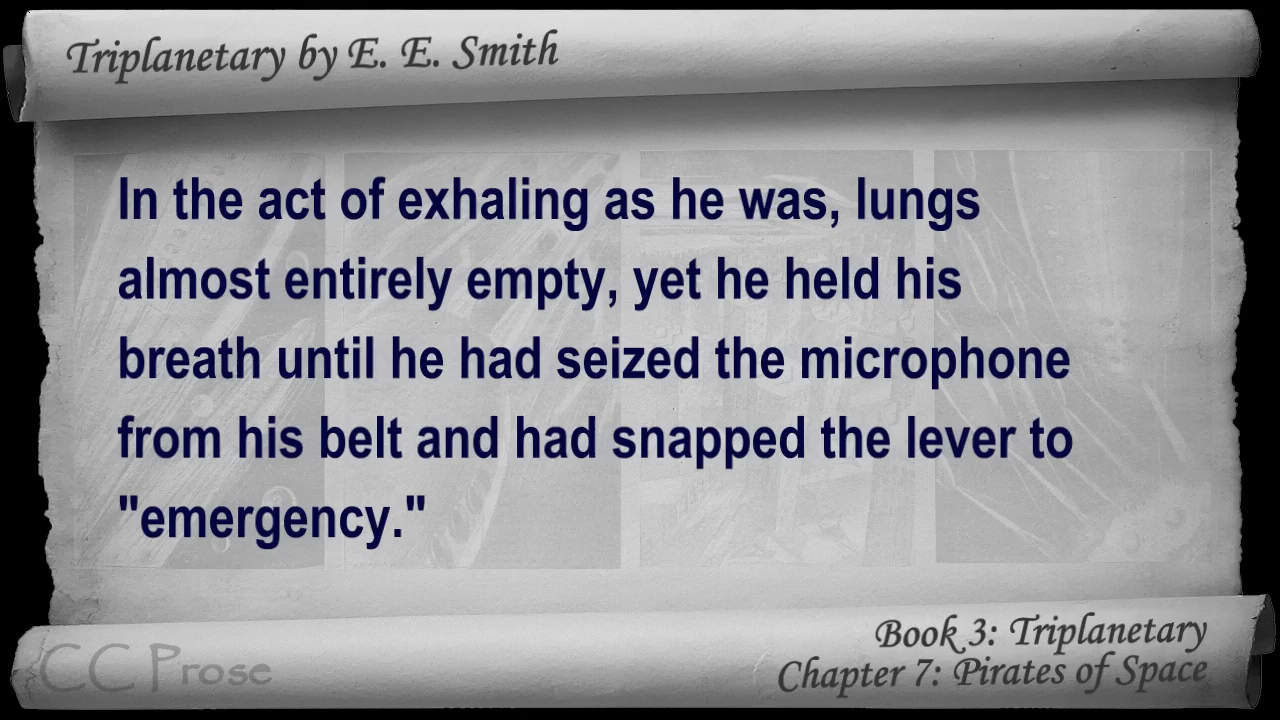 Triplanetary by E. E. Smith
In the act of exhaling as he was, lungs
almost entirely empty, yet he held his
breath until he had seized the microphone
from his belt and had snapped the lever to
"emergency."
Book 3: Triplanetary
Chapter 7: Pirates of Space
CC Prose